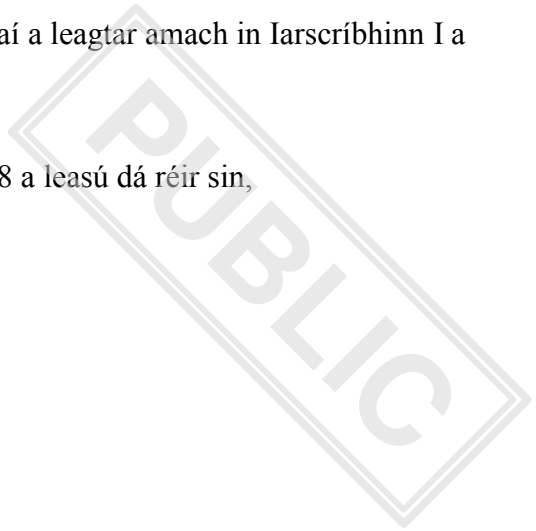 aí a leagtar amach in Iarscríbhinn I a
8 a leasú dá réir sin,
PUBLIC